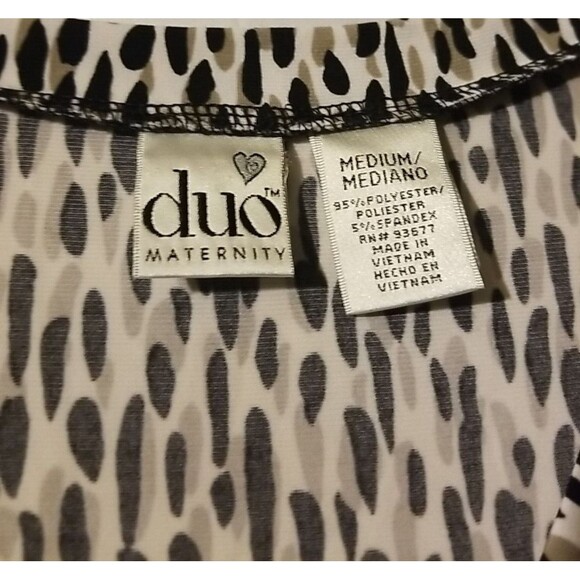 duo™
MATERNITY
MEDIUM/
MEDIANO
95% POLYESTER/
POLIESTER
5% SPANDEX
RN# 93677
MADE IN
VIETNAM
HECHO EN
VIETNAM